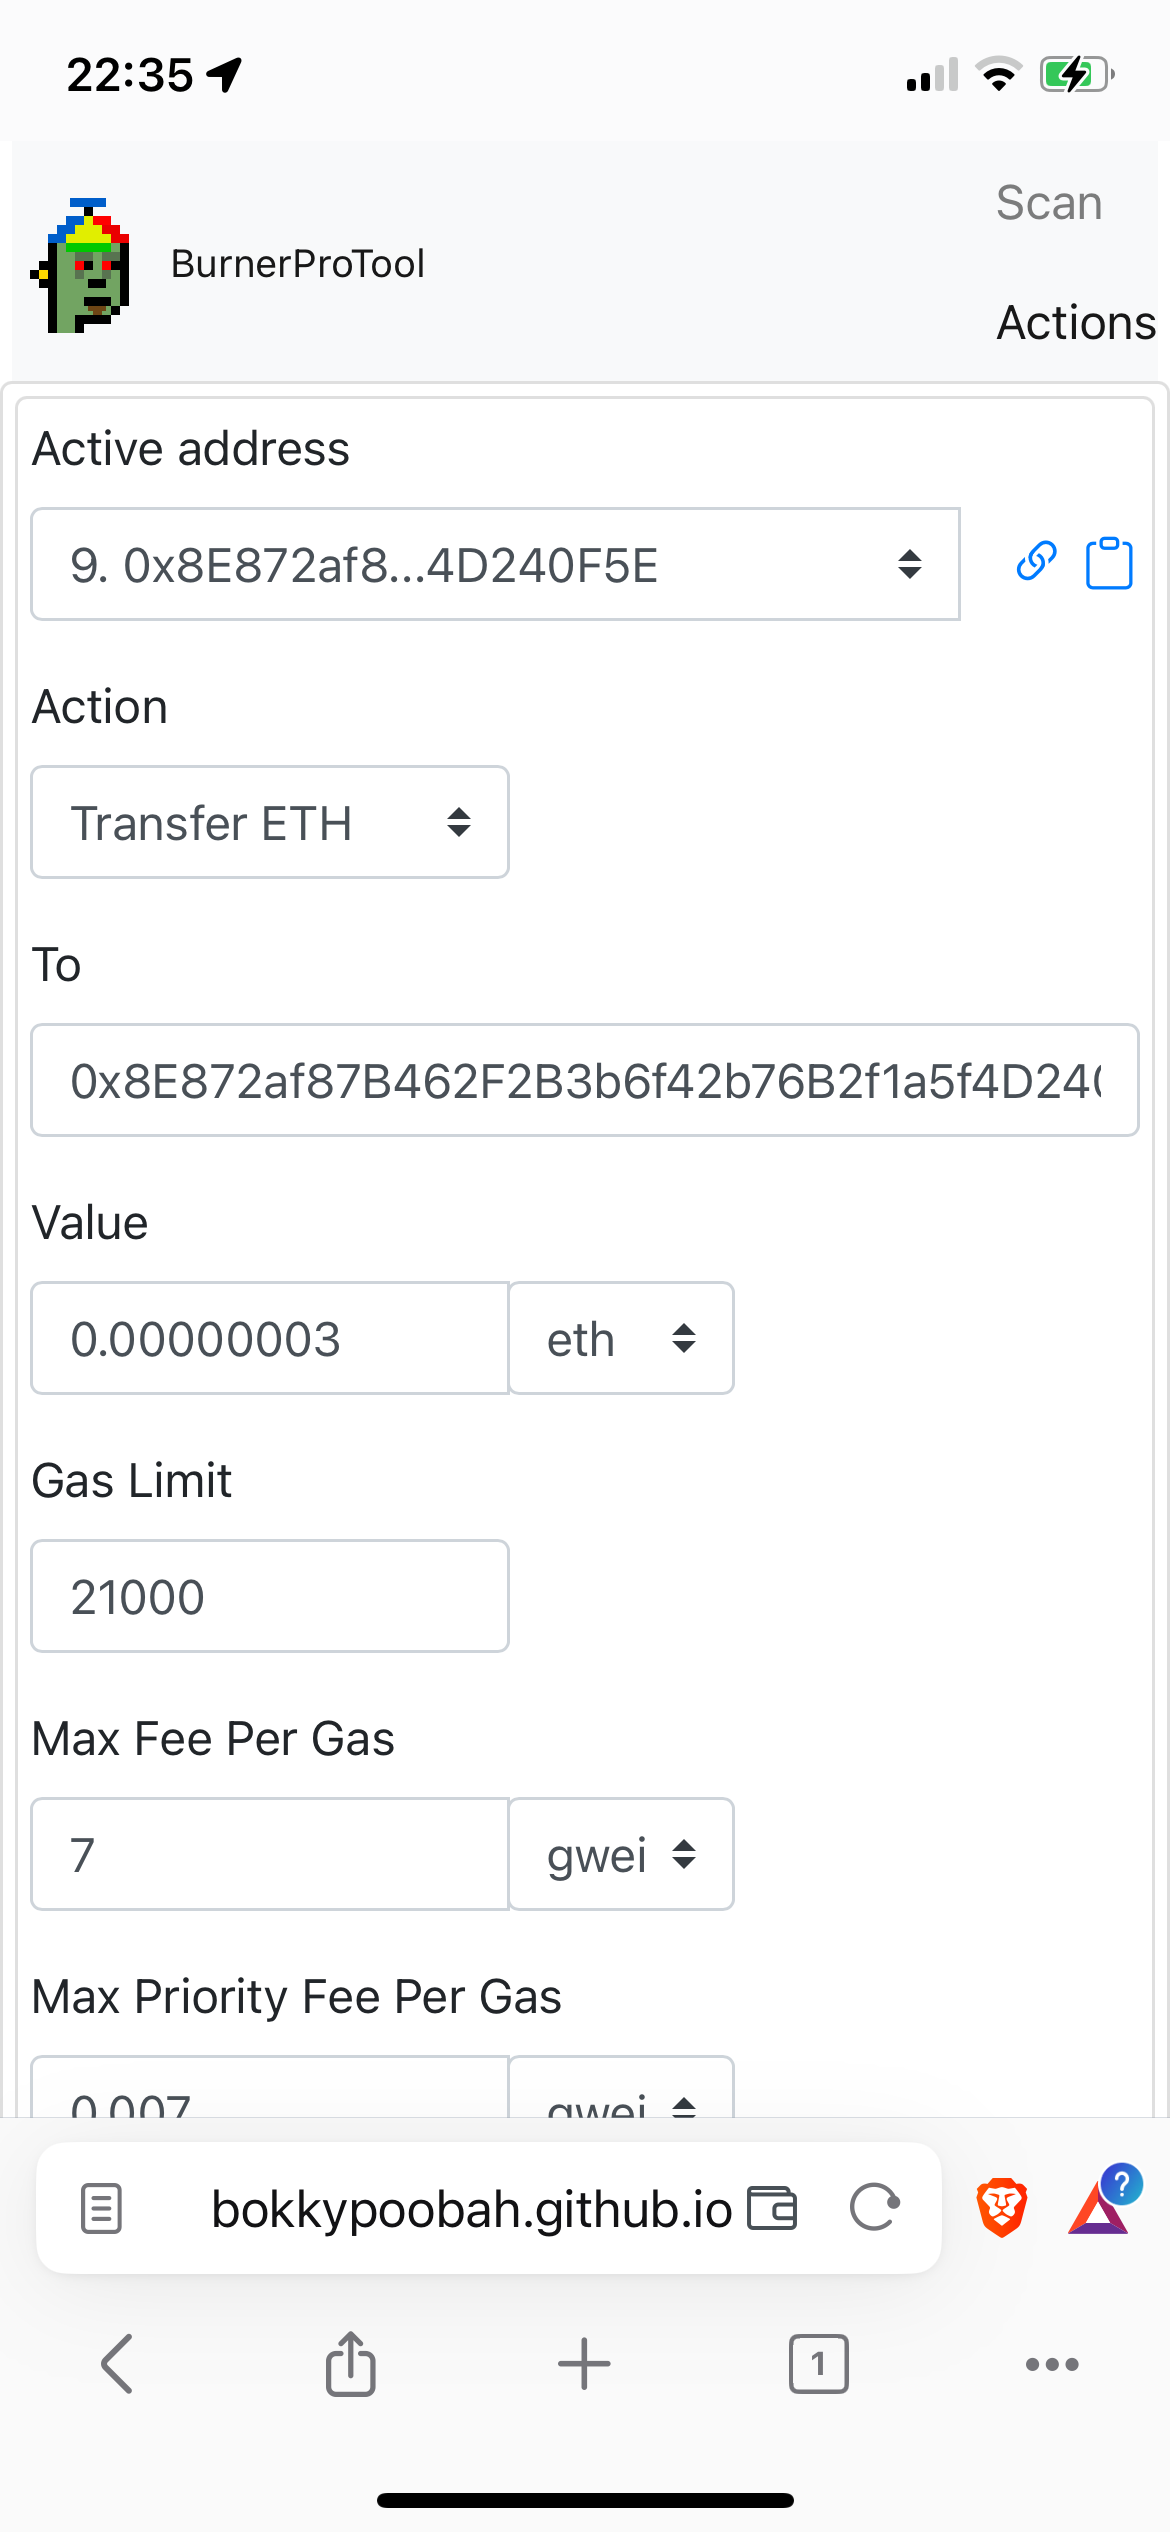 22:35
Scan
BurnerProTool
Actions
Active address
9. 0x8E872af8...4D240F5E
Action
Transfer ETH
To
0x8E872af87B462F2B3b6f42b76B2f1a5f4D24
Value
0.00000003 eth
Gas Limit
21000
Max Fee Per Gas
7 gwei
Max Priority Fee Per Gas
0.007 gwei
bokkypoobah.github.io
?
1